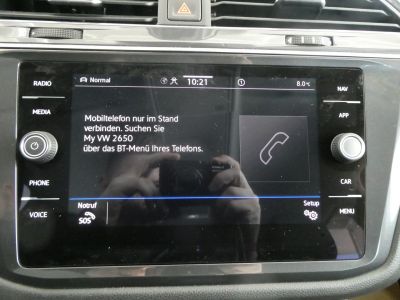 RADIO
MEDIA
PHONE
VOICE
NAV
APP
CAR
MENU
Normal
10:21
8.0°C
Mobiltelefon nur im Stand
verbinden. Suchen Sie
My VW 2650
über das BT-Menü Ihres Telefons.
Notruf
SOS
Setup